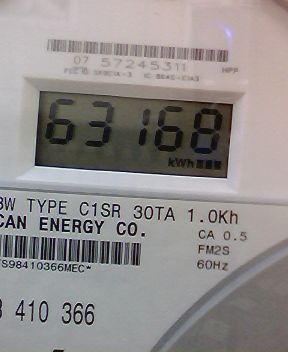 07 57245311
HPP
63168
kWh
3W TYPE C1SR 30TA 1.0Kh
CAN ENERGY CO.
CA 0.5
FM2S
60Hz
S98410366MEC*
410 366